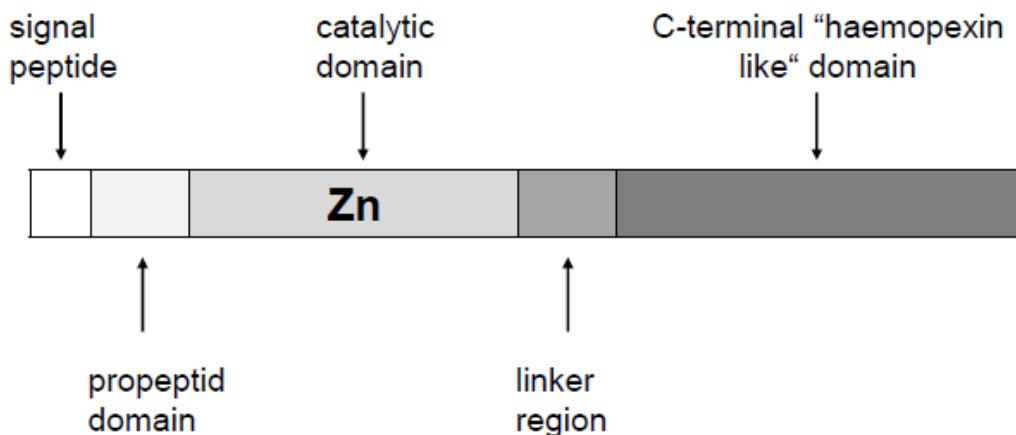 signal
peptide
catalytic
domain
C-terminal “haemopexin
like“ domain
Zn
propeptid
domain
linker
region